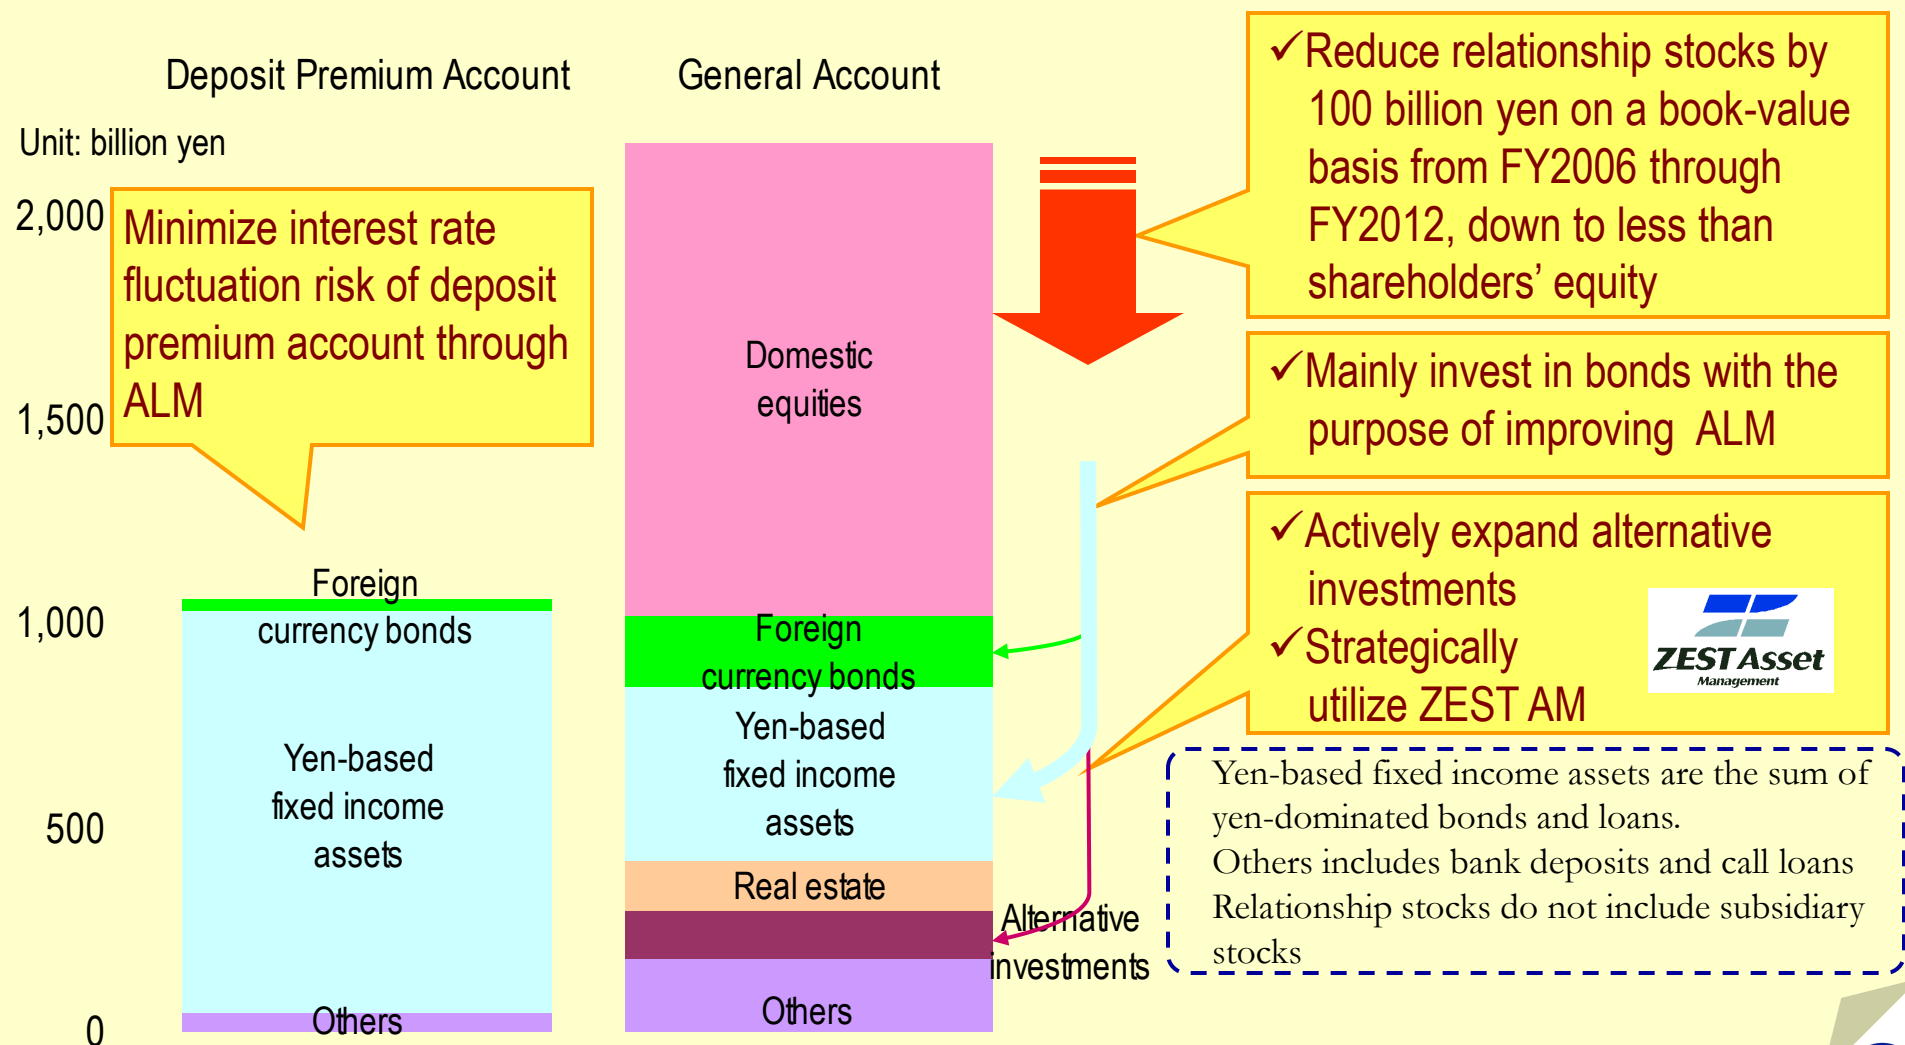 Deposit Premium Account
General Account
Unit: billion yen
2,000
1,500
1,000
500
0
Minimize interest rate
fluctuation risk of deposit
premium account through
ALM
Foreign
currency bonds
Yen-based
fixed income
assets
Others
Domestic
equities
Foreign
currency bonds
Yen-based
fixed income
assets
Real estate
Alternative
investments
Others
✓Reduce relationship stocks by
100 billion yen on a book-value
basis from FY2006 through
FY2012, down to less than
shareholders’ equity
✓Mainly invest in bonds with the
purpose of improving ALM
✓Actively expand alternative
investments
✓Strategically
utilize ZEST AM
ZEST Asset
Management
Yen-based fixed income assets are the sum of
yen-dominated bonds and loans.
Others includes bank deposits and call loans
Relationship stocks do not include subsidiary
stocks